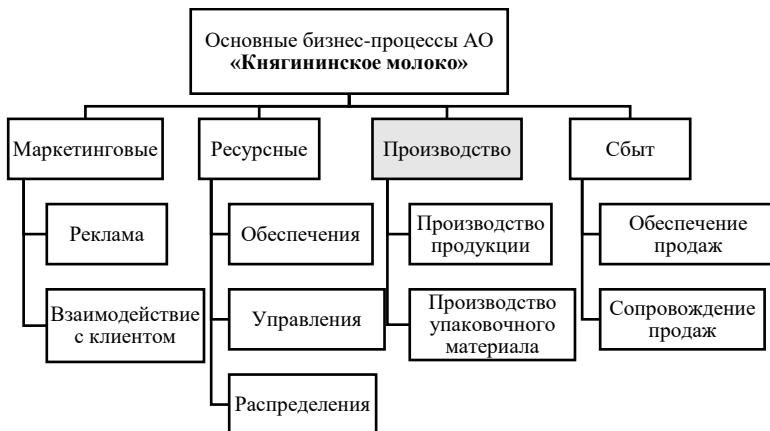 Основные бизнес-процессы АО
«Княгининское молоко»
Маркетинговые
Реклама
Взаимодействие
с клиентом
Ресурсные
Обеспечения
Управления
Распределения
Производство
Производство
продукции
Производство
упаковочного
материала
Сбыт
Обеспечение
продаж
Сопровождение
продаж